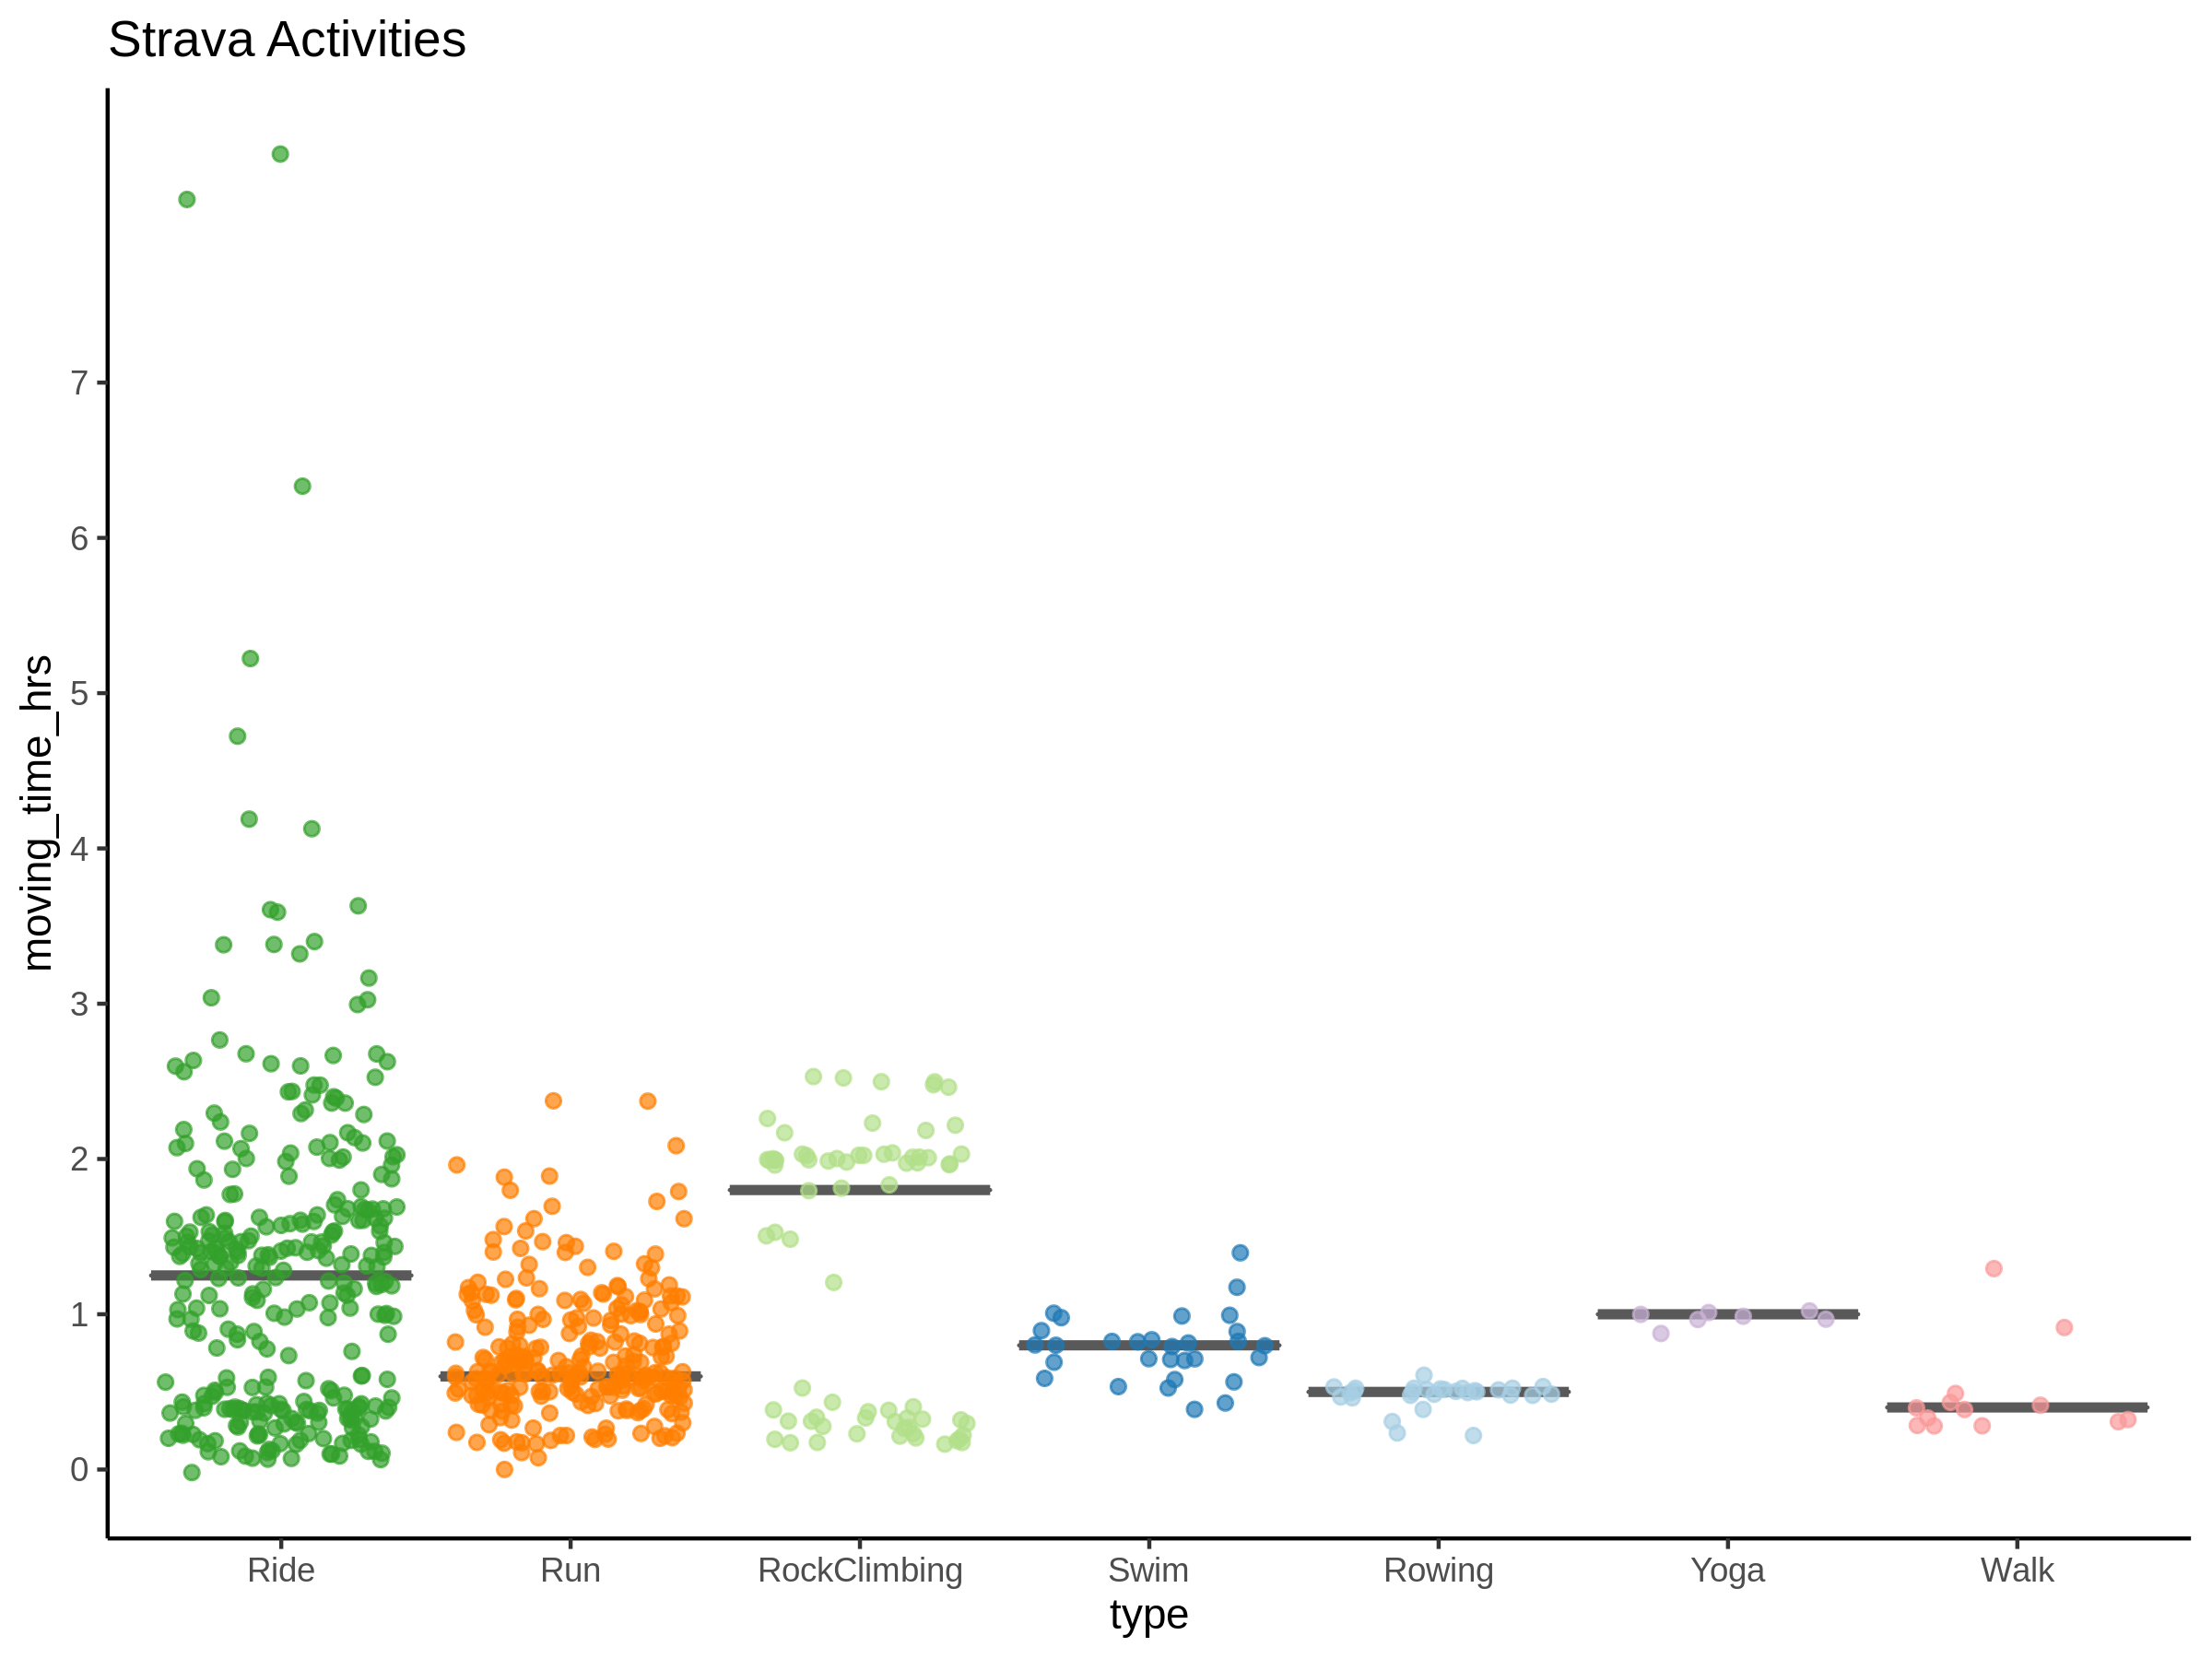 Strava Activities
moving_time_hrs
7
6
5
4
3
2
1
0
Ride Run RockClimbing Swim Rowing Yoga Walk
type